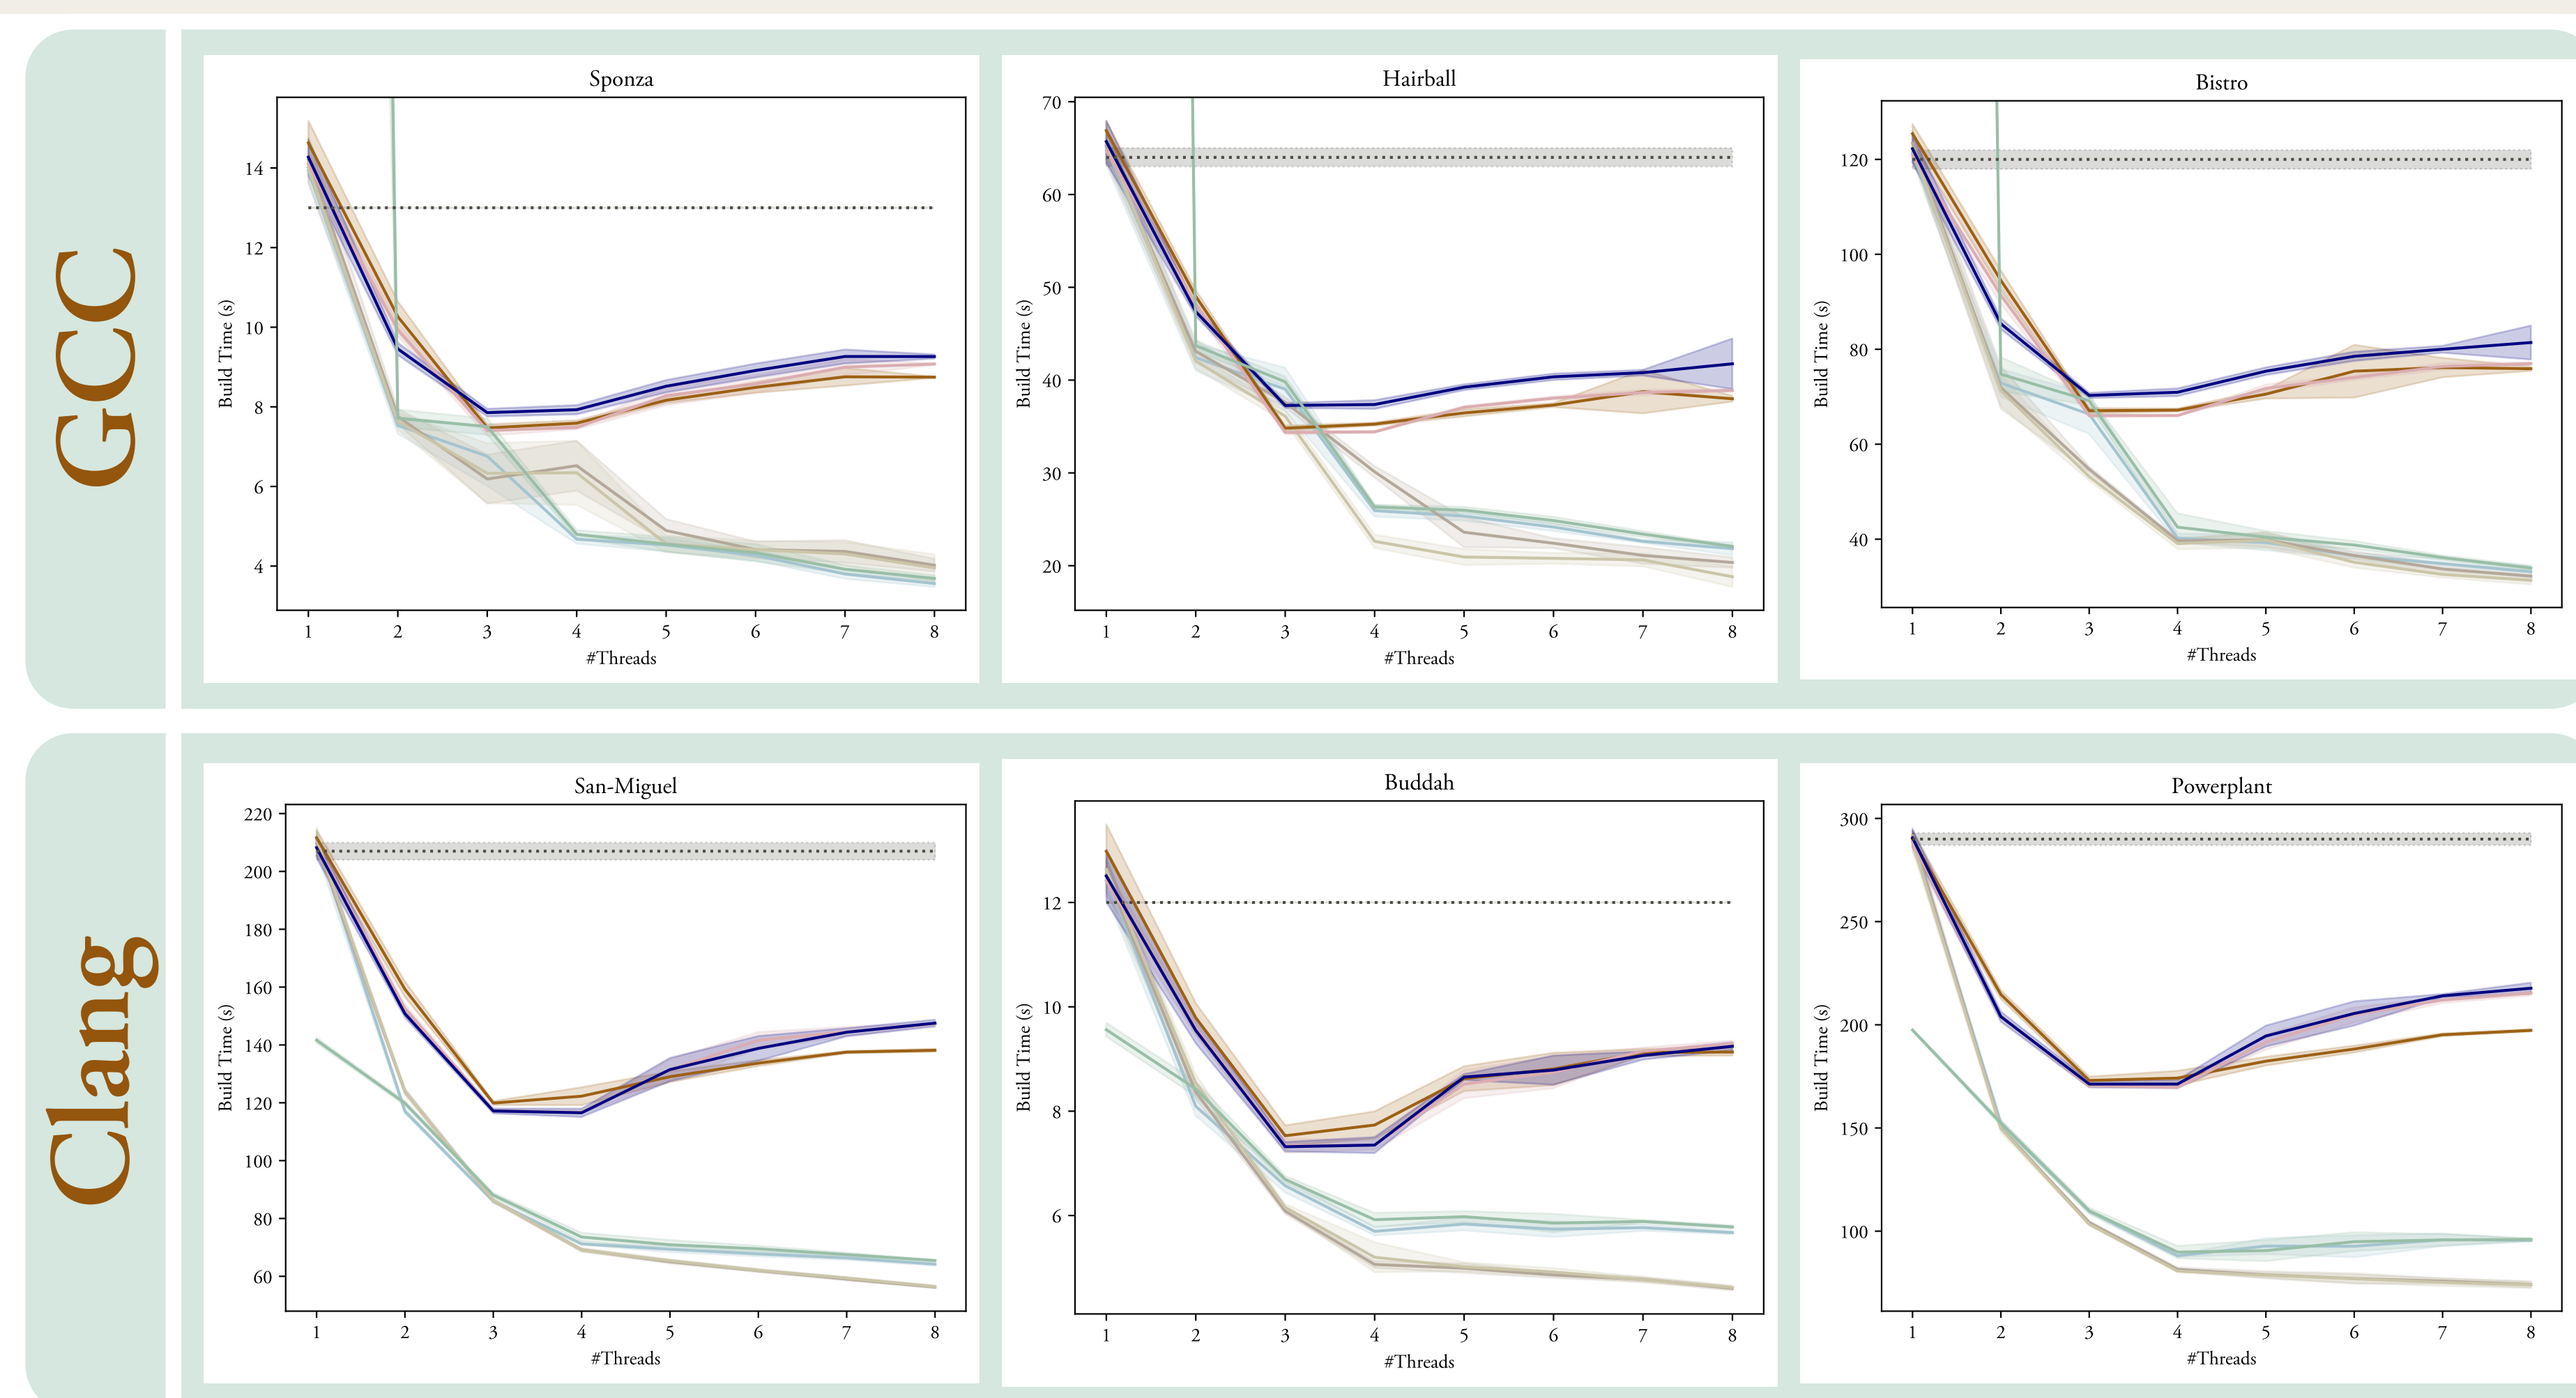 GCC
Sponza
Build Time (s)
14
12
10
8
6
4
1 2 3 4 5 6 7 8
#Threads
Hairball
Build Time (s)
70
60
50
40
30
20
1 2 3 4 5 6 7 8
#Threads
Bistro
Build Time (s)
120
100
80
60
40
1 2 3 4 5 6 7 8
#Threads
Clang
San-Miguel
Build Time (s)
220
200
180
160
140
120
100
80
60
1 2 3 4 5 6 7 8
#Threads
Buddah
Build Time (s)
12
10
8
6
1 2 3 4 5 6 7 8
#Threads
Powerplant
Build Time (s)
300
250
200
150
100
1 2 3 4 5 6 7 8
#Threads